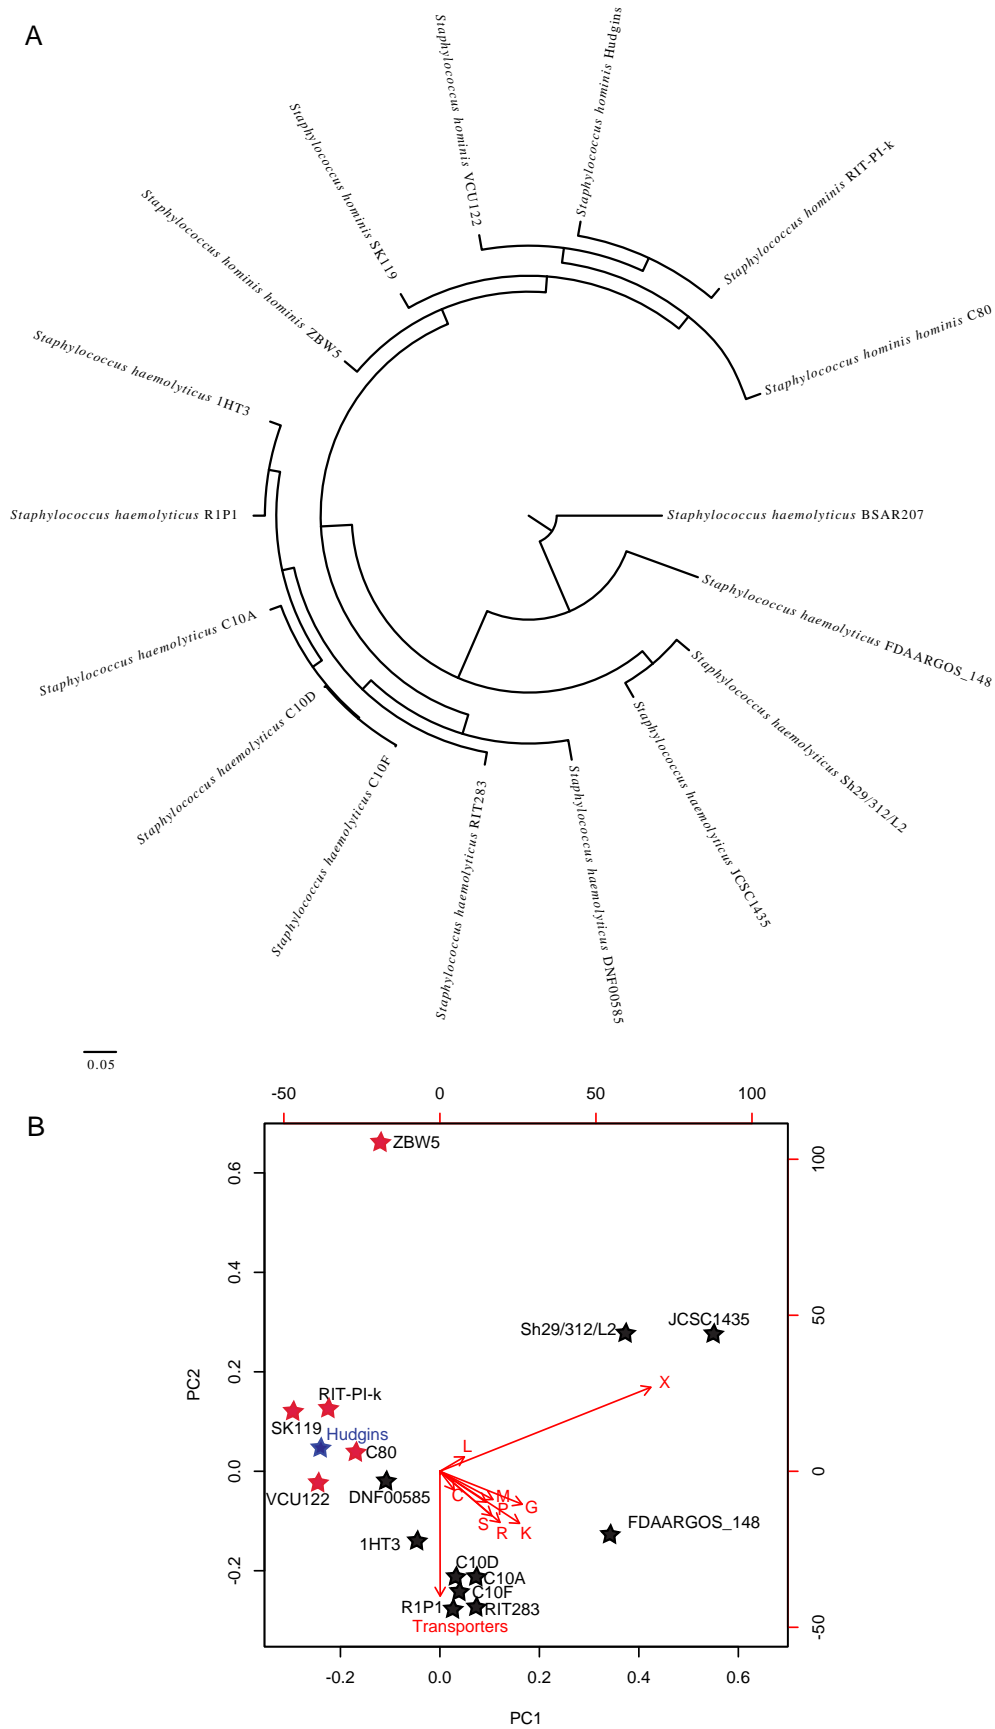 A
Staphylococcus hominis VCU122
Staphylococcus hominis Hudgins
Staphylococcus hominis SK119
Staphylococcus hominis RIT-PI-k
Staphylococcus hominis hominis ZBW5
Staphylococcus hominis hominis C80
Staphylococcus haemolyticus 1HT3
Staphylococcus haemolyticus R1P1
Staphylococcus haemolyticus BSAR207
Staphylococcus haemolyticus FDAARGOS_148
Staphylococcus haemolyticus C10A
Staphylococcus haemolyticus Sh29/312/L2
Staphylococcus haemolyticus C10D
Staphylococcus haemolyticus JCSC1435
Staphylococcus haemolyticus C10F
Staphylococcus haemolyticus RIT283
Staphylococcus haemolyticus DNF00585
0.05
B
-50 0 50 100
ZBW5
100
0.6
0.4
Sh29/312/L2
JCSC1435
50
0.2
PC2
X
RIT-PI-k
SK119
Hudgins
C80
L
0.0
0
VCU122
DNF00585
C
M
P
G
S
R
K
FDAARGOS_148
1HT3
-0.2
C10D
C10A
C10F
R1P1
RIT283
Transporters
-50
-0.2 0.0 0.2 0.4 0.6
PC1